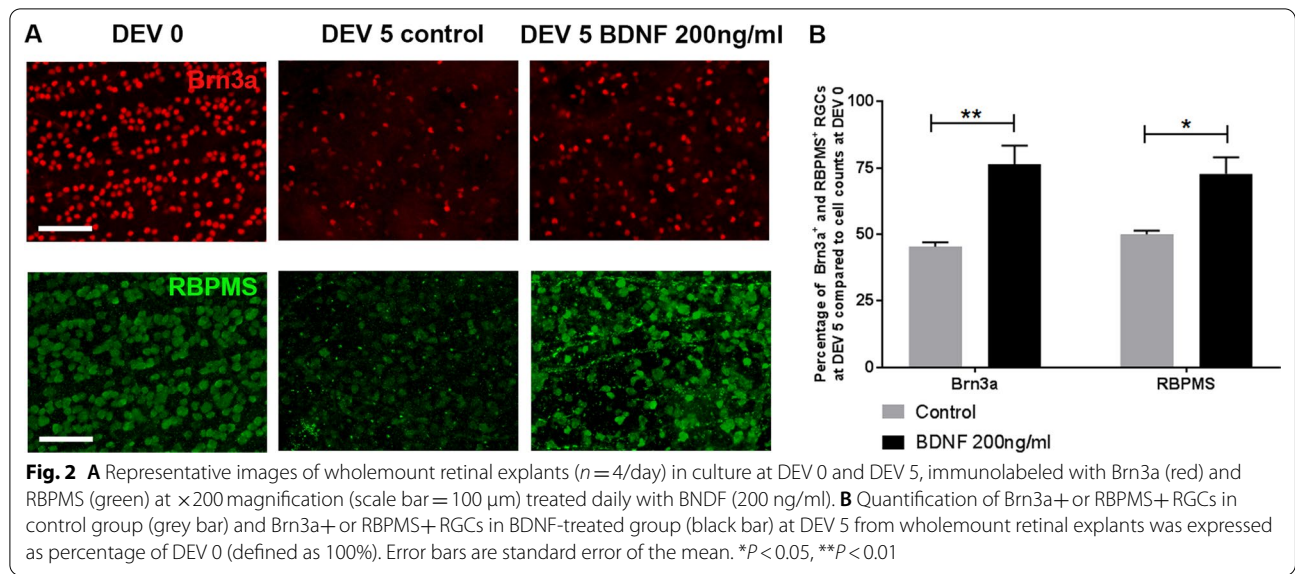 A
DEV 0
DEV 5 control
DEV 5 BDNF 200ng/ml
Brn3a
RBPMS
B
Percentage of Brn3a⁺ and RBPMS⁺ RGCs
at DEV 5 compared to cell counts at DEV 0
100
75
50
25
0
**
*
Brn3a
RBPMS
Control
BDNF 200ng/ml
Fig. 2 A Representative images of wholemount retinal explants (n = 4/day) in culture at DEV 0 and DEV 5, immunolabeled with Brn3a (red) and
RBPMS (green) at × 200 magnification (scale bar = 100 μm) treated daily with BNDF (200 ng/ml). B Quantification of Brn3a+ or RBPMS+ RGCs in
control group (grey bar) and Brn3a+ or RBPMS+ RGCs in BDNF-treated group (black bar) at DEV 5 from wholemount retinal explants was expressed
as percentage of DEV 0 (defined as 100%). Error bars are standard error of the mean. *P < 0.05, **P < 0.01